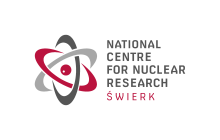 NATIONAL
CENTRE
FOR NUCLEAR
RESEARCH
ŚWIERK